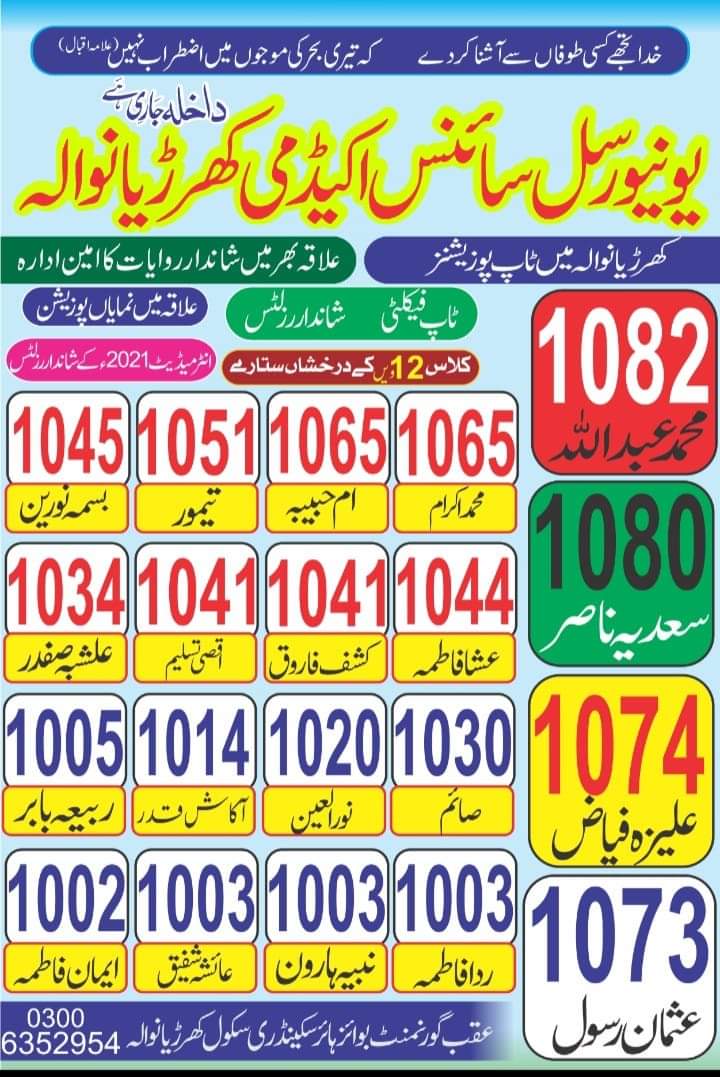 خدا تجھے کسی طوفاں سے آشنا کر دے کہ تیری بحر کی موجوں میں اضطراب نہیں (علامہ اقبال)
داخلہ جاری ہے
یونیورسل سائنس اکیڈمی کھرڑیانوالہ
کھرڑیانوالہ میں ٹاپ پوزیشنز
علاقہ بھر میں شاندار روایات کا امین ادارہ
ٹاپ فیکلٹی شاندار رزلٹس
علاقہ میں نمایاں پوزیشن
کلاس 12ویں کے درخشاں ستارے
انٹرمیڈیٹ 2021ء کے شاندار رزلٹس
1082
محمد عبداللہ
1080
سعدیہ ناصر
1074
علیزہ فیاض
1073
عثمان رسول
1065 1065 1051 1045
محمد اکرام ام حبیبہ تیمور بسمہ نورین
1044 1041 1041 1034
عشا فاطمہ کشف فاروق اقصی تسلیم علشبہ صفدر
1030 1020 1014 1005
صائم نورالعین آکاش قدر ربیعہ بابر
1003 1003 1003 1002
ردا فاطمہ نبیہ ہارون عائشہ شفیق ایمان فاطمہ
عقب گورنمنٹ بوائز ہائر سکینڈری سکول کھرڑیانوالہ
0300
6352954